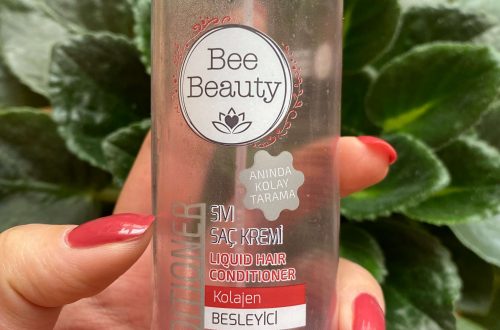 Bee
Beauty
ANINDA
KOLAY
TARAMA
SIVI
SAÇ KREMİ
LIQUID HAIR
CONDITIONER
Kolajen
BESLEYİCİ